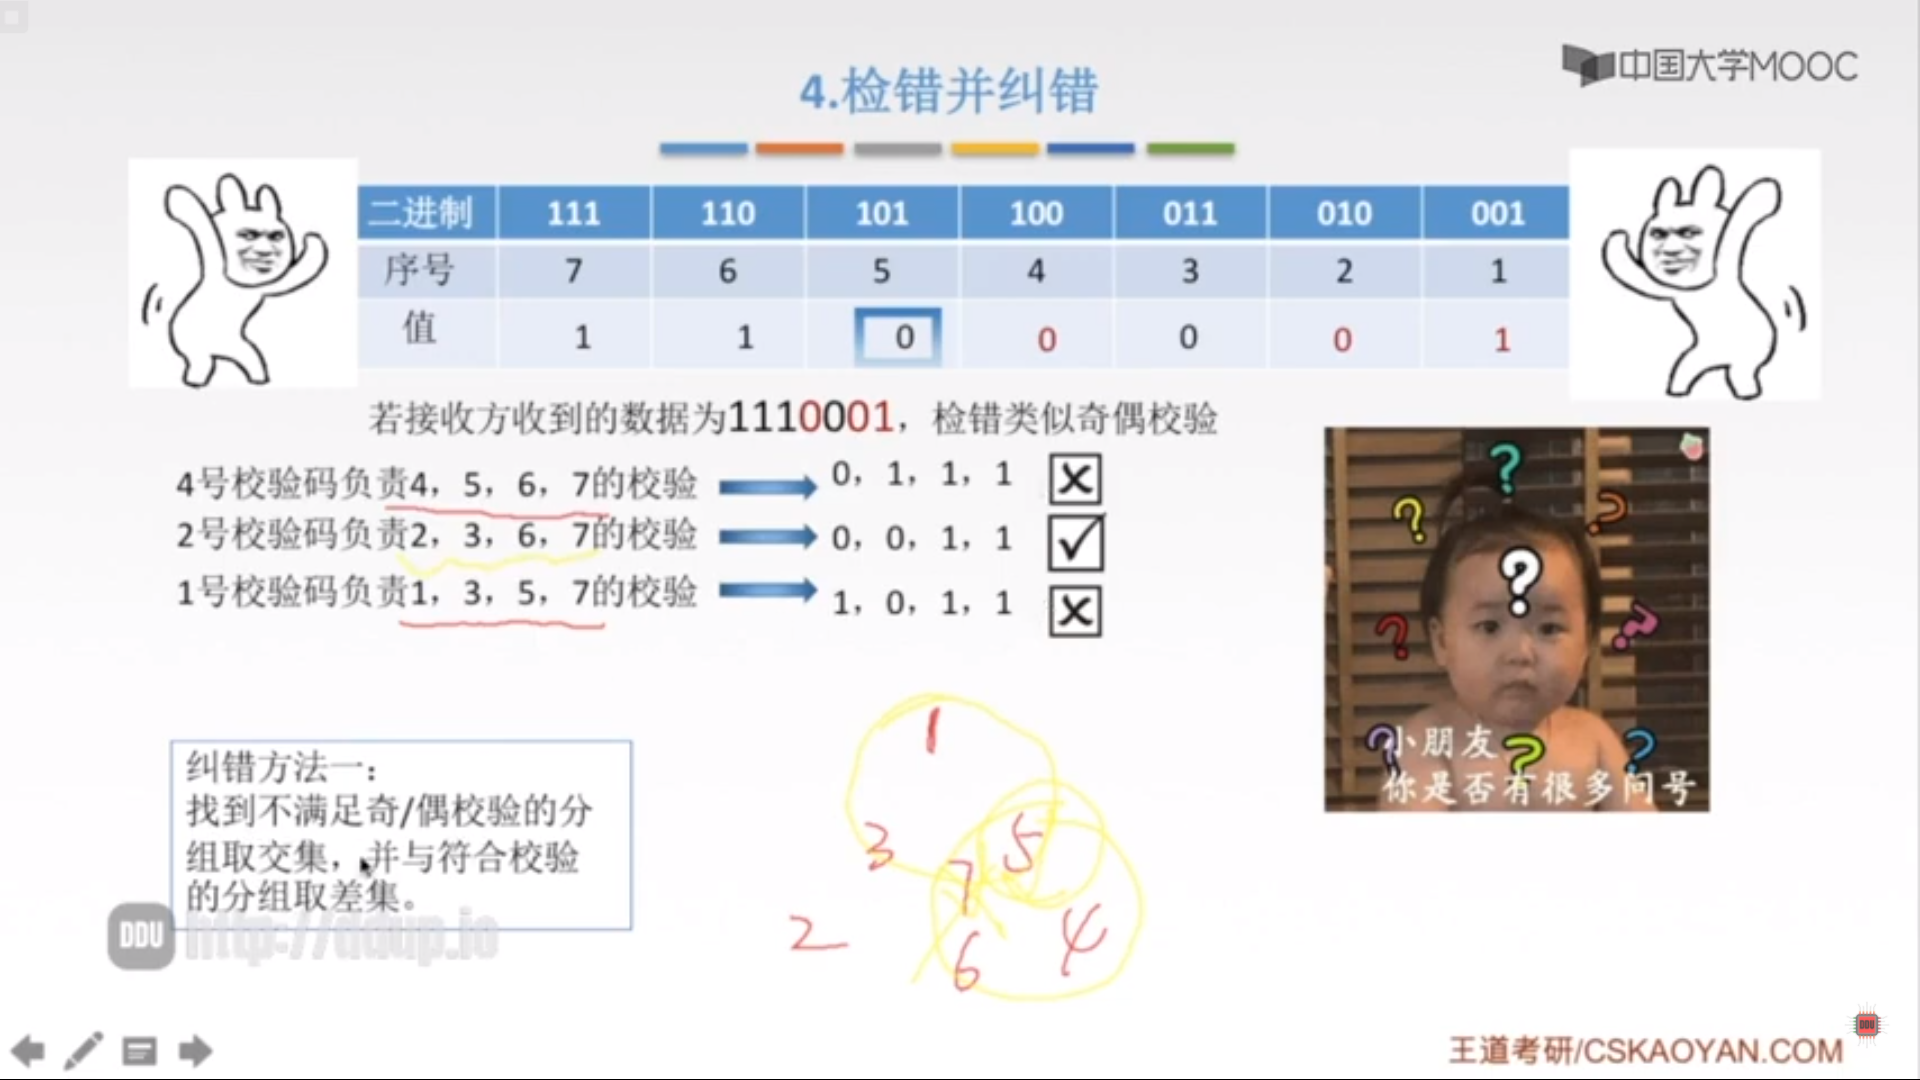 中国大学MOOC
4.检错并纠错
二进制 111 110 101 100 011 010 001
序号 7 6 5 4 3 2 1
值 1 1 0 0 0 0 1
若接收方收到的数据为1110001，检错类似奇偶校验
4号校验码负责4，5，6，7的校验 0，1，1，1
2号校验码负责2，3，6，7的校验 0，0，1，1
1号校验码负责1，3，5，7的校验 1，0，1，1
小朋友
你是否有很多问号
纠错方法一：
找到不满足奇/偶校验的分
组取交集，并与符合校验
的分组取差集。
1
3 5
7
2 6 4
DDU http://ddup.io
DDU
王道考研/CSKAOYAN.COM